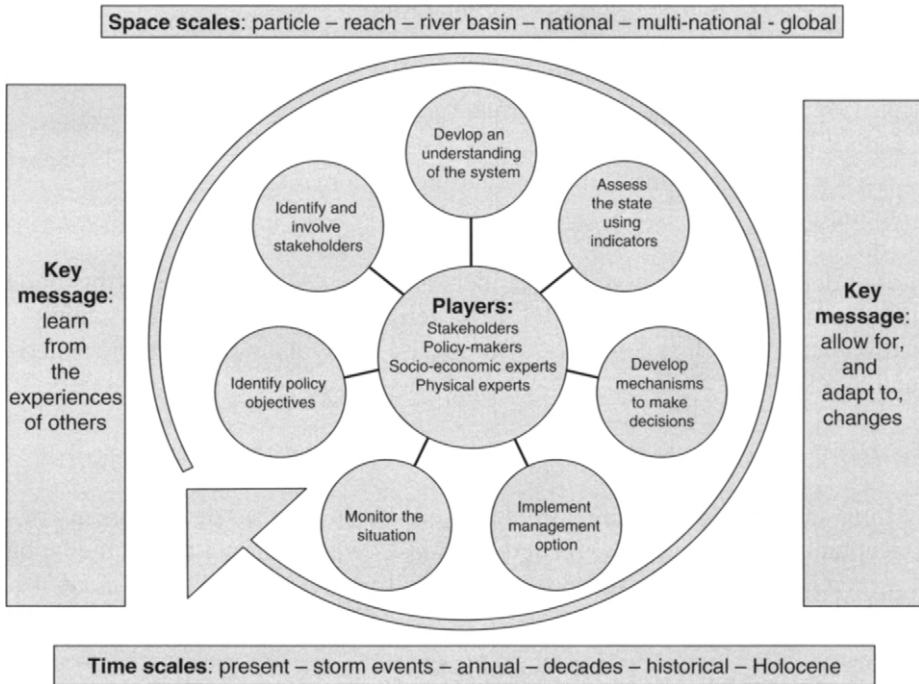 Space scales: particle – reach – river basin – national – multi-national - global
Key
message:
learn
from
the
experiences
of others
Devlop an
understanding
of the system
Assess
the state
using
indicators
Identify and
involve
stakeholders
Players:
Stakeholders
Policy-makers
Socio-economic experts
Physical experts
Identify policy
objectives
Develop
mechanisms
to make
decisions
Monitor the
situation
Implement
management
option
Key
message:
allow for,
and
adapt to,
changes
Time scales: present – storm events – annual – decades – historical – Holocene